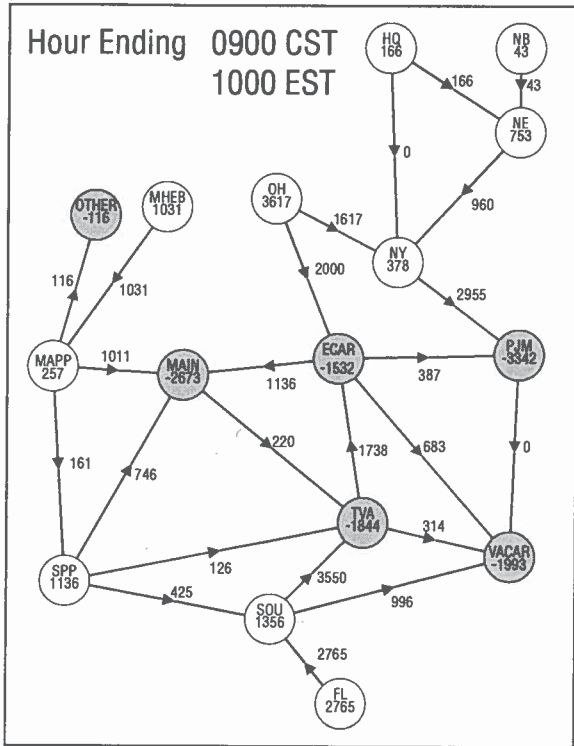 Hour Ending 0900 CST
1000 EST
HQ
166
NB
43
166
43
NE
753
0
960
OTHER
-116
MHEB
1031
OH
3617
1617
NY
378
116
1031
2000
2955
MAPP
257
1011
MAIN
-2673
1136
ECAR
-1532
387
PJM
-3342
161
746
220
1738
683
0
TVA
-1844
314
VACAR
-1993
SPP
1136
126
425
3550
996
SOU
1356
2765
FL
2765